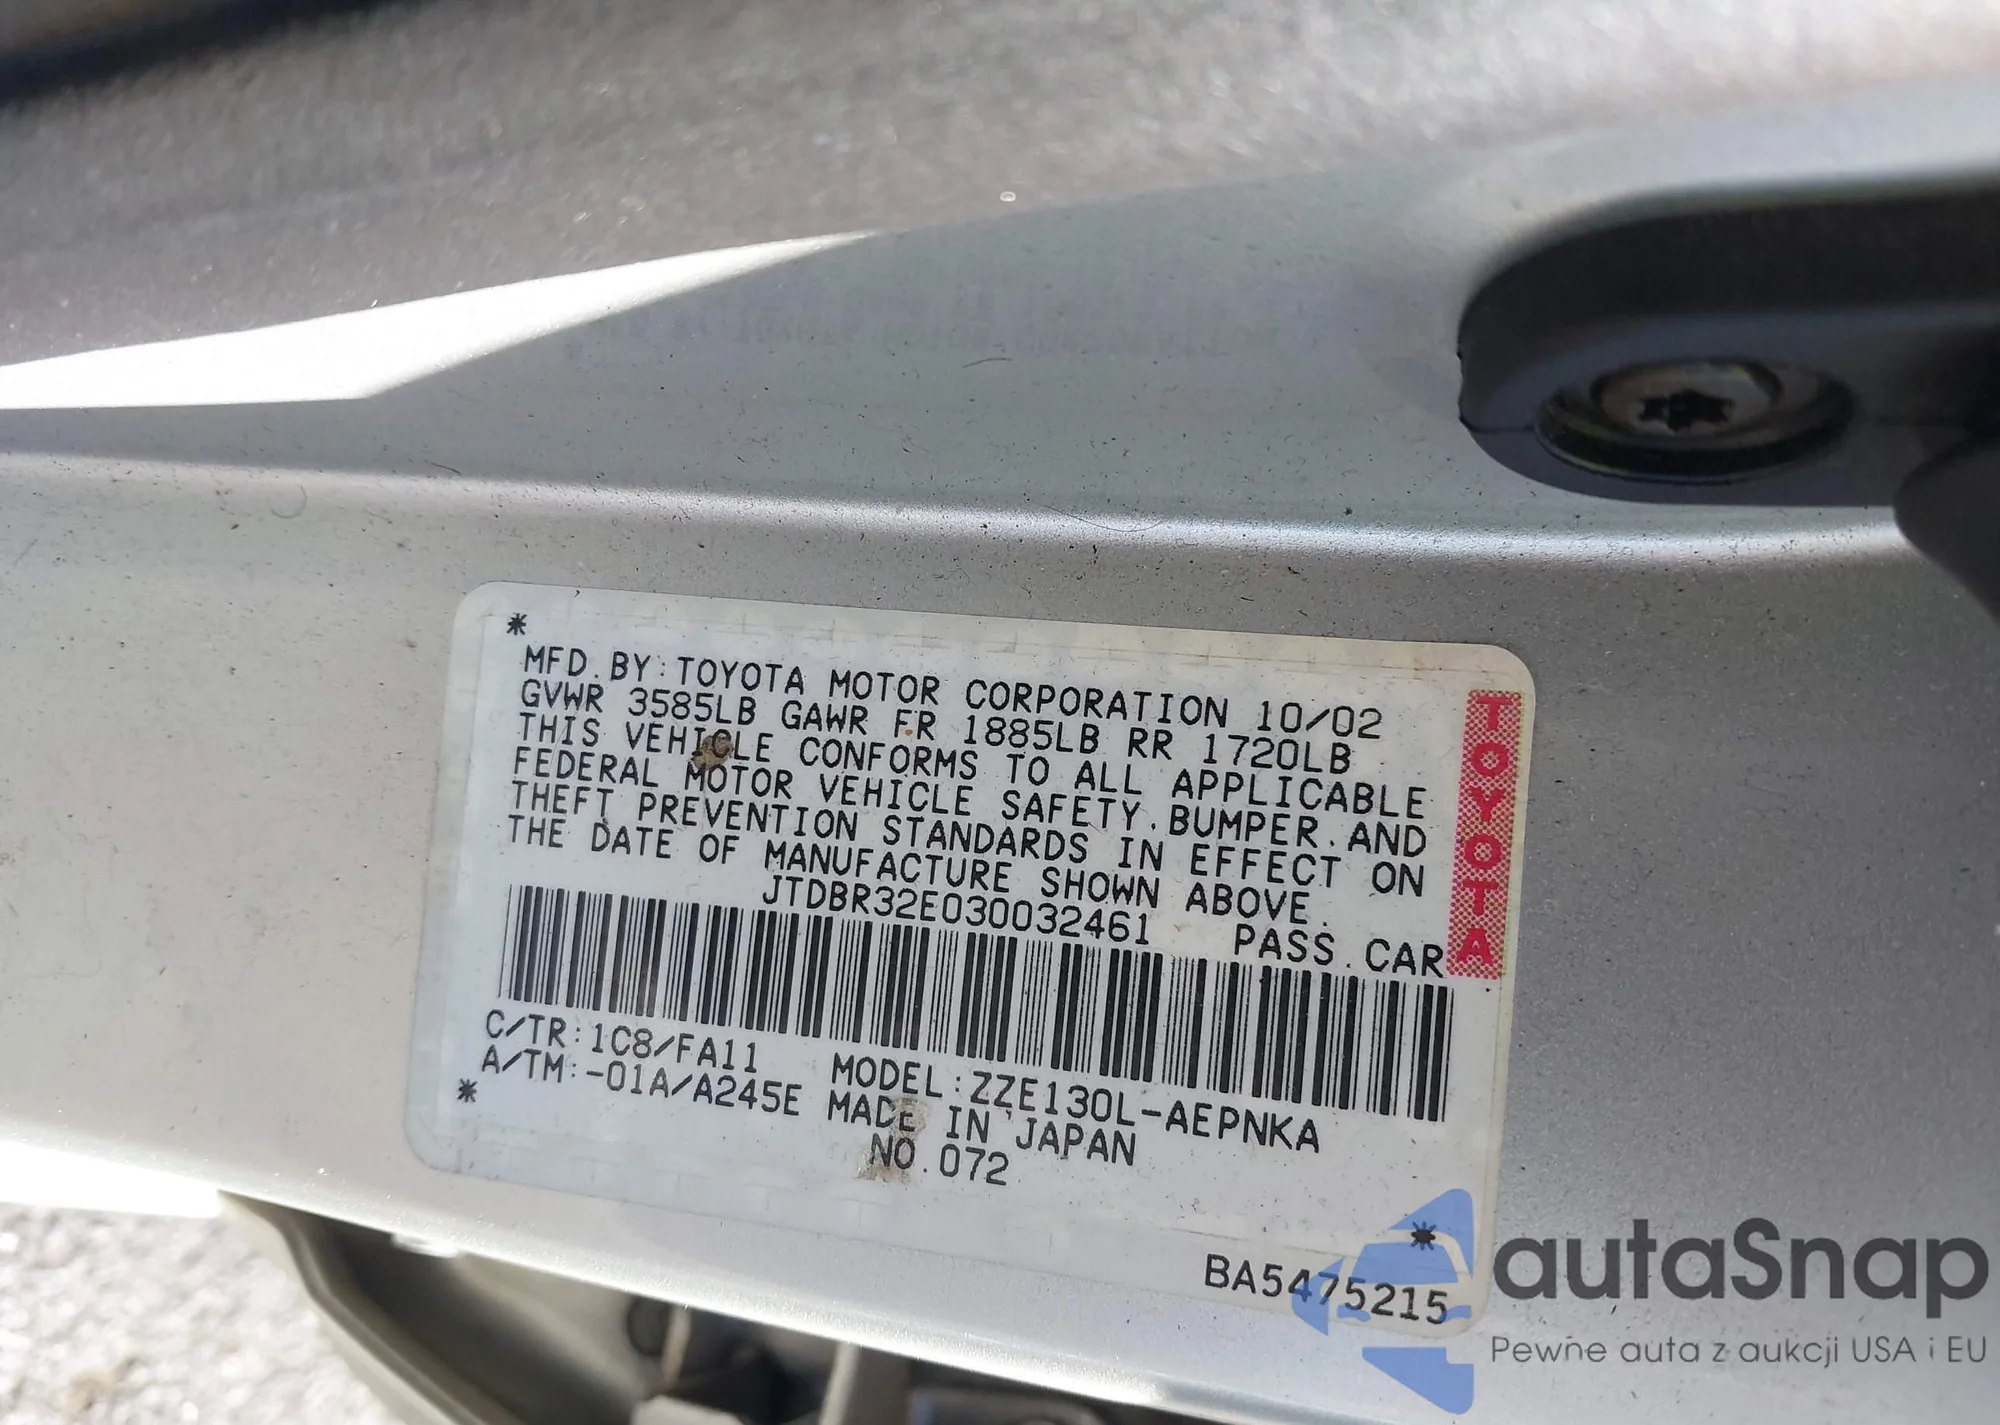 MFD. BY: TOYOTA MOTOR CORPORATION 10/02
GVWR 3585LB GAWR FR 1885LB RR 1720LB
THIS VEHICLE CONFORMS TO ALL APPLICABLE
FEDERAL MOTOR VEHICLE SAFETY, BUMPER, AND
THEFT PREVENTION STANDARDS IN EFFECT ON
THE DATE OF MANUFACTURE SHOWN ABOVE.
JTDBR32E030032461 PASS. CAR
C/TR: 1C8/FA11 MODEL: ZZE130L-AEPNKA
A/TM: -01A/A245E MADE IN JAPAN
NO. 072
TOYOTA
BA5475215
autaSnap
Pewne auta z aukcji USA i EU